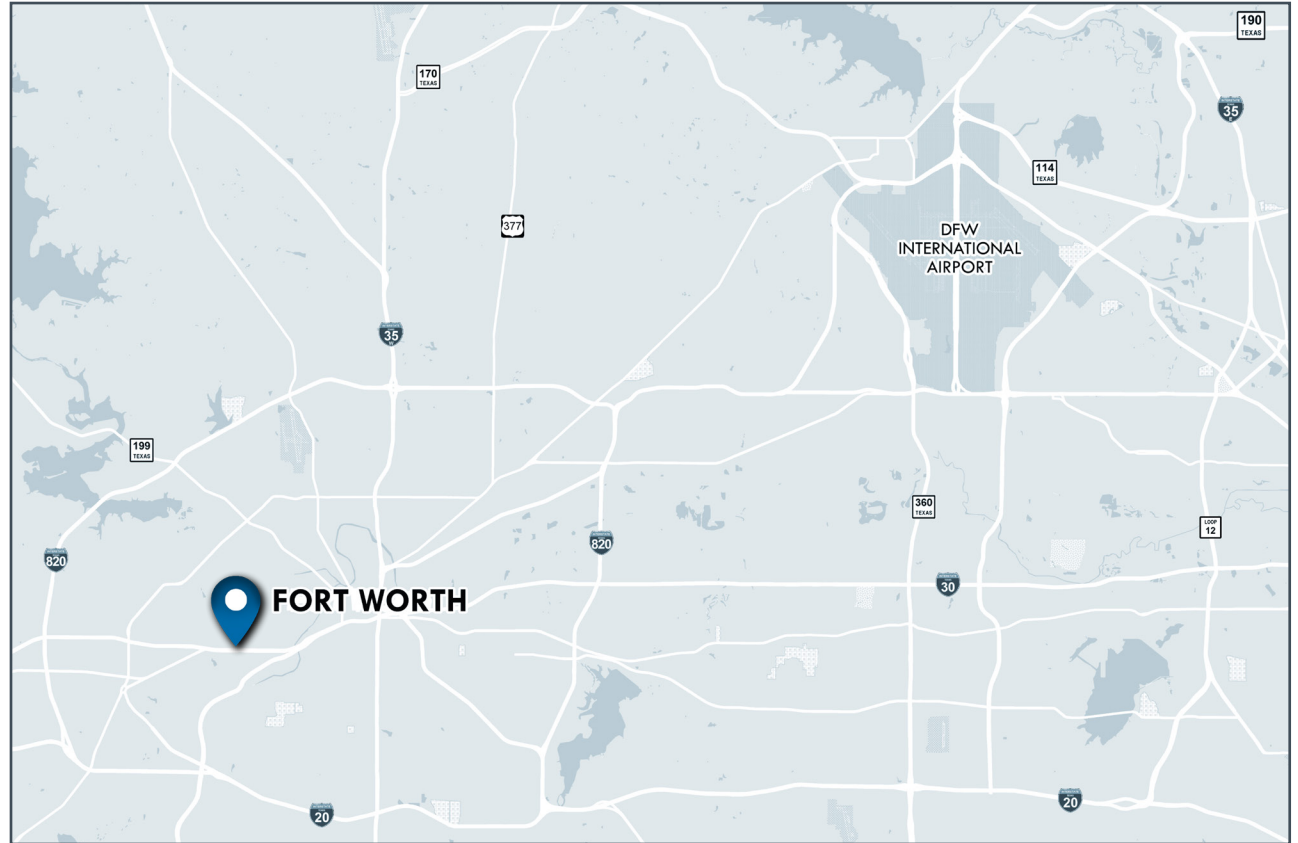 190
TEXAS
170
TEXAS
35
114
TEXAS
377
DFW
INTERNATIONAL
AIRPORT
35
199
TEXAS
360
TEXAS
LOOP
12
820
820
30
FORT WORTH
20
20